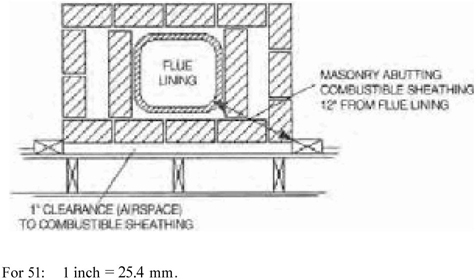 FLUE
LINING
MASONRY ABUTTING
COMBUSTIBLE SHEATHING
12" FROM FLUE LINING
1" CLEARANCE (AIRSPACE)
TO COMBUSTIBLE SHEATHING
For 51: 1 inch = 25.4 mm.